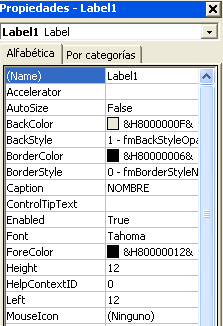 Propiedades - Label1
Label1 Label
Alfabética Por categorías
(Name) Label1
Accelerator
AutoSize False
BackColor &H8000000F&
BackStyle 1 - fmBackStyleOpa
BorderColor &H80000006&
BorderStyle 0 - fmBorderStyleN
Caption NOMBRE
ControlTipText
Enabled True
Font Tahoma
ForeColor &H80000012&
Height 12
HelpContextID 0
Left 12
MouseIcon (Ninguno)